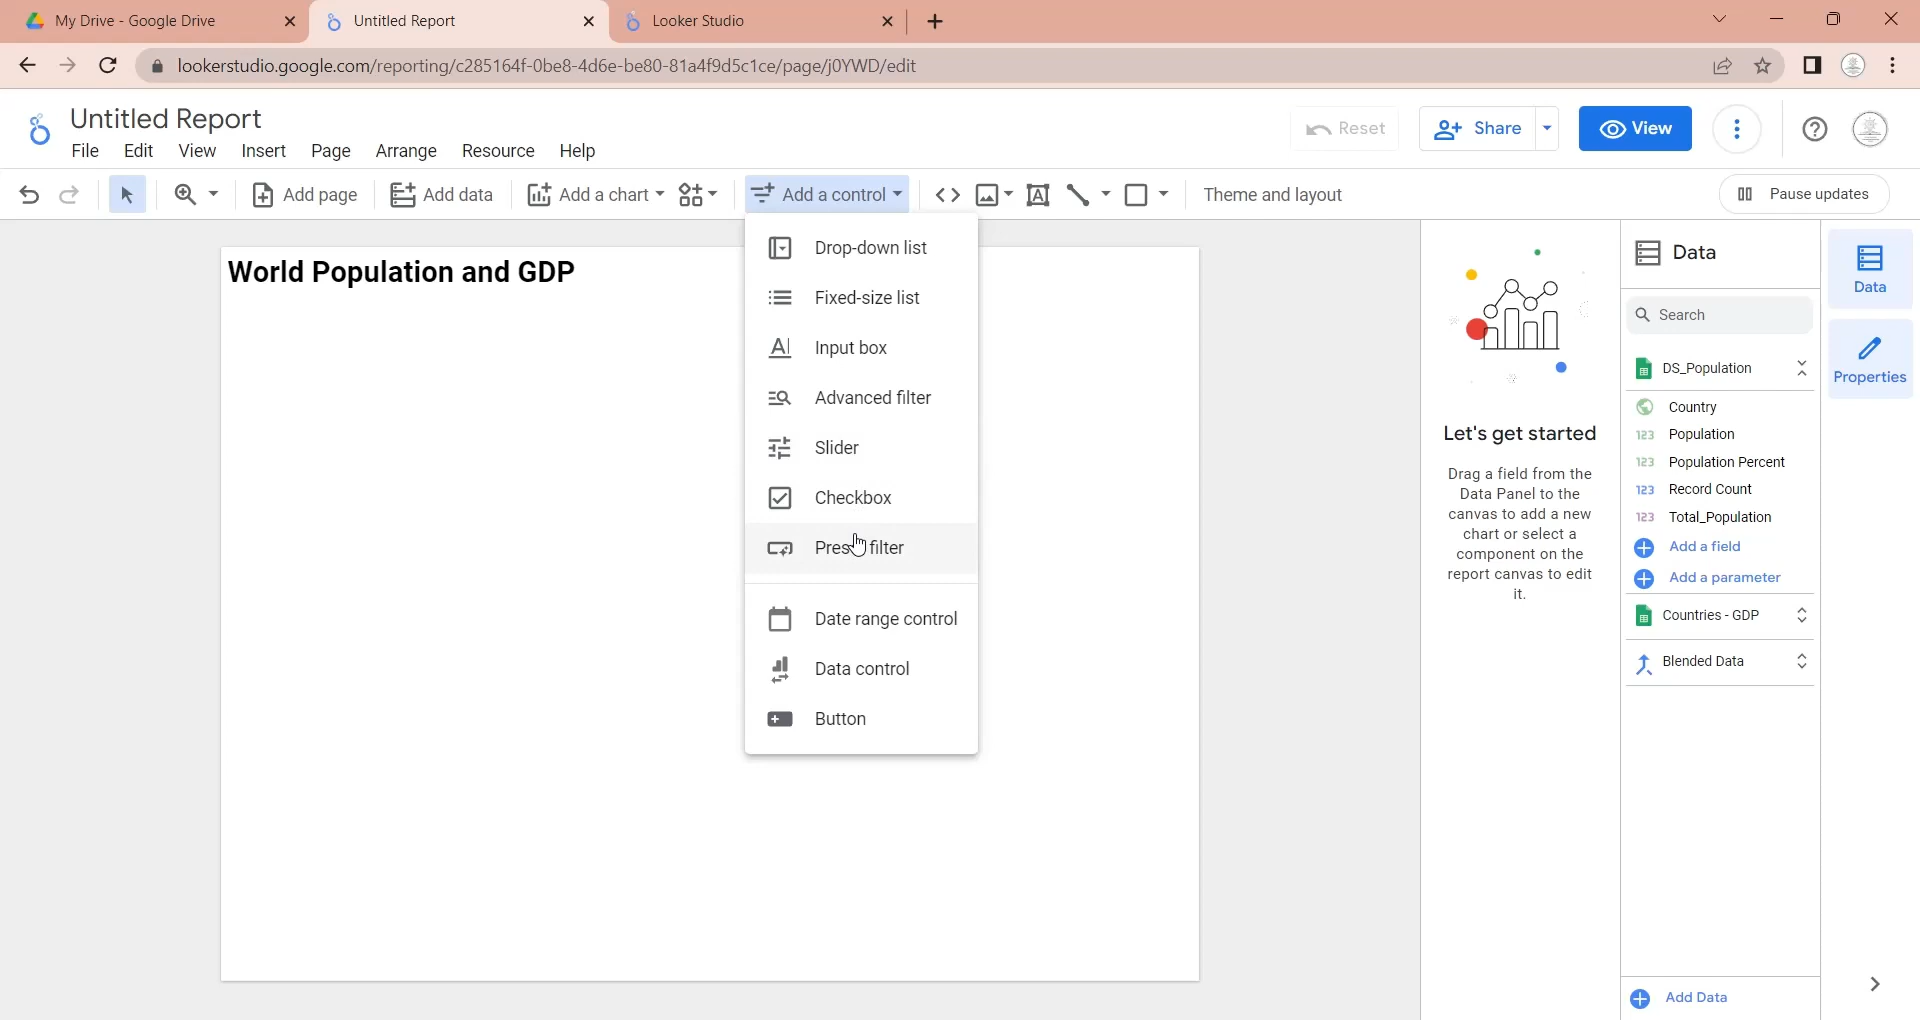 My Drive - Google Drive
Untitled Report
Looker Studio
lookerstudio.google.com/reporting/c285164f-0be8-4d6e-be80-81a4f9d5c1ce/page/j0YWD/edit
Untitled Report
File Edit View Insert Page Arrange Resource Help
Reset
Share
View
Add page
Add data
Add a chart
Add a control
Theme and layout
Pause updates
World Population and GDP
Drop-down list
Fixed-size list
Input box
Advanced filter
Slider
Checkbox
filter
Date range control
Data control
Button
Let's get started
Drag a field from the
Data Panel to the
canvas to add a new
chart or select a
component on the
report canvas to edit
it.
Data
Search
DS_Population
Country
123 Population
123 Population Percent
123 Record Count
123 Total_Population
Add a field
Add a parameter
Countries - GDP
Blended Data
Add Data
Data
Properties